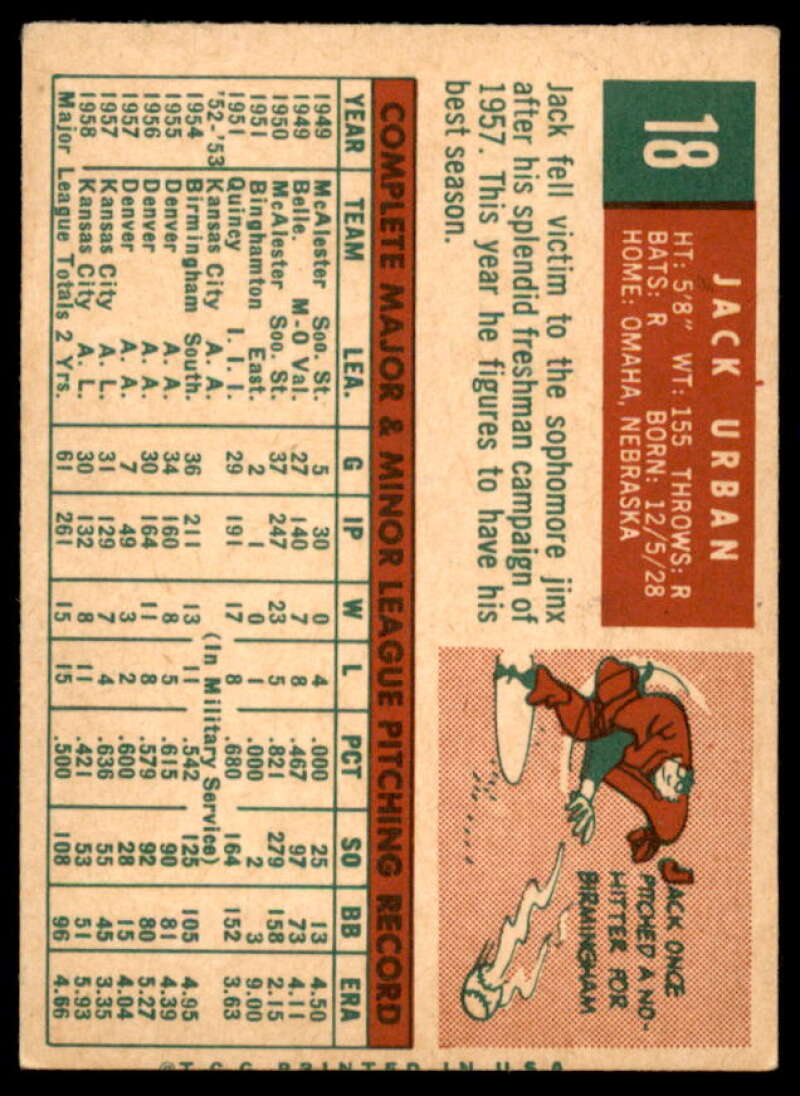 18
JACK URBAN
HT: 5'8" WT: 155 THROWS: R
BATS: R BORN: 12/5/28
HOME: OMAHA, NEBRASKA
Jack fell victim to the sophomore jinx
after his splendid freshman campaign of
1957. This year he figures to have his
best season.
JACK ONCE
PITCHED A NO-
HITTER FOR
BIRMINGHAM
COMPLETE MAJOR & MINOR LEAGUE PITCHING RECORD
YEAR TEAM LEA. G IP W L PCT SO BB ERA
1949 McAlester Soo. St. 5 30 0 4 .000 25 13 4.50
1949 Belle. M-O Val. 27 140 7 8 .467 97 73 4.11
1950 McAlester Soo. St. 37 247 23 5 .821 279 158 2.15
1951 Binghamton East. 2 1 0 1 .000 2 3 9.00
1951 Quincy I. I. I. 29 191 17 8 .680 164 152 3.63
'52-'53 Kansas City A. A. (In Military Service)
1954 Birmingham South. 36 211 13 11 .542 125 105 4.95
1955 Denver A. A. 34 160 8 5 .615 90 81 4.39
1956 Denver A. A. 30 164 11 8 .579 92 80 5.27
1957 Denver A. A. 7 49 3 2 .600 28 15 4.04
1957 Kansas City A. L. 31 129 7 4 .636 55 45 3.35
1958 Kansas City A. L. 30 132 8 11 .421 53 51 5.93
Major League Totals 2 Yrs. 61 261 15 15 .500 108 96 4.66
©T.C.G. PRINTED IN U.S.A.